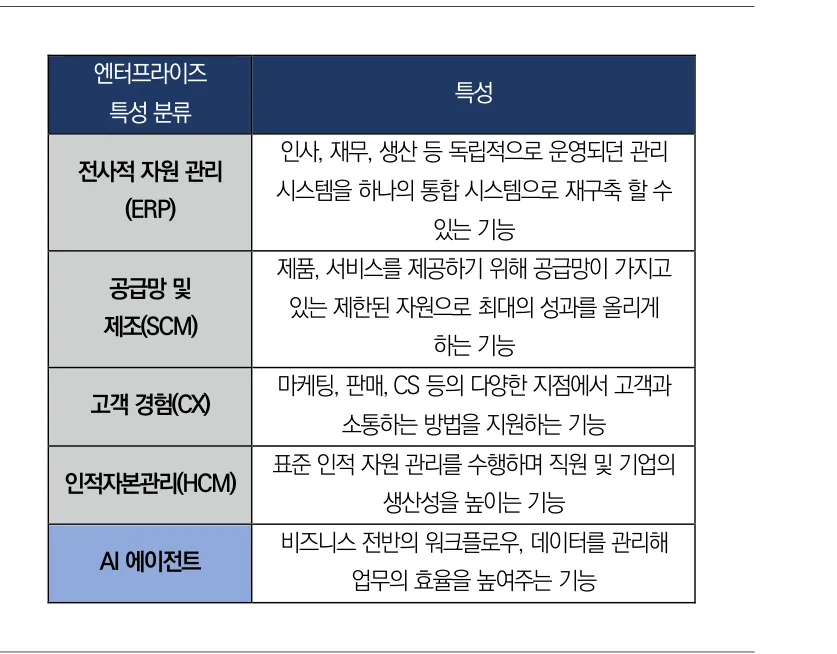 엔터프라이즈
특성 분류
특성
전사적 자원 관리
(ERP)
인사, 재무, 생산 등 독립적으로 운영되던 관리
시스템을 하나의 통합 시스템으로 재구축 할 수
있는 기능
공급망 및
제조(SCM)
제품, 서비스를 제공하기 위해 공급망이 가지고
있는 제한된 자원으로 최대의 성과를 올리게
하는 기능
고객 경험(CX)
마케팅, 판매, CS 등의 다양한 지점에서 고객과
소통하는 방법을 지원하는 기능
인적자본관리(HCM)
표준 인적 자원 관리를 수행하며 직원 및 기업의
생산성을 높이는 기능
AI 에이전트
비즈니스 전반의 워크플로우, 데이터를 관리해
업무의 효율을 높여주는 기능